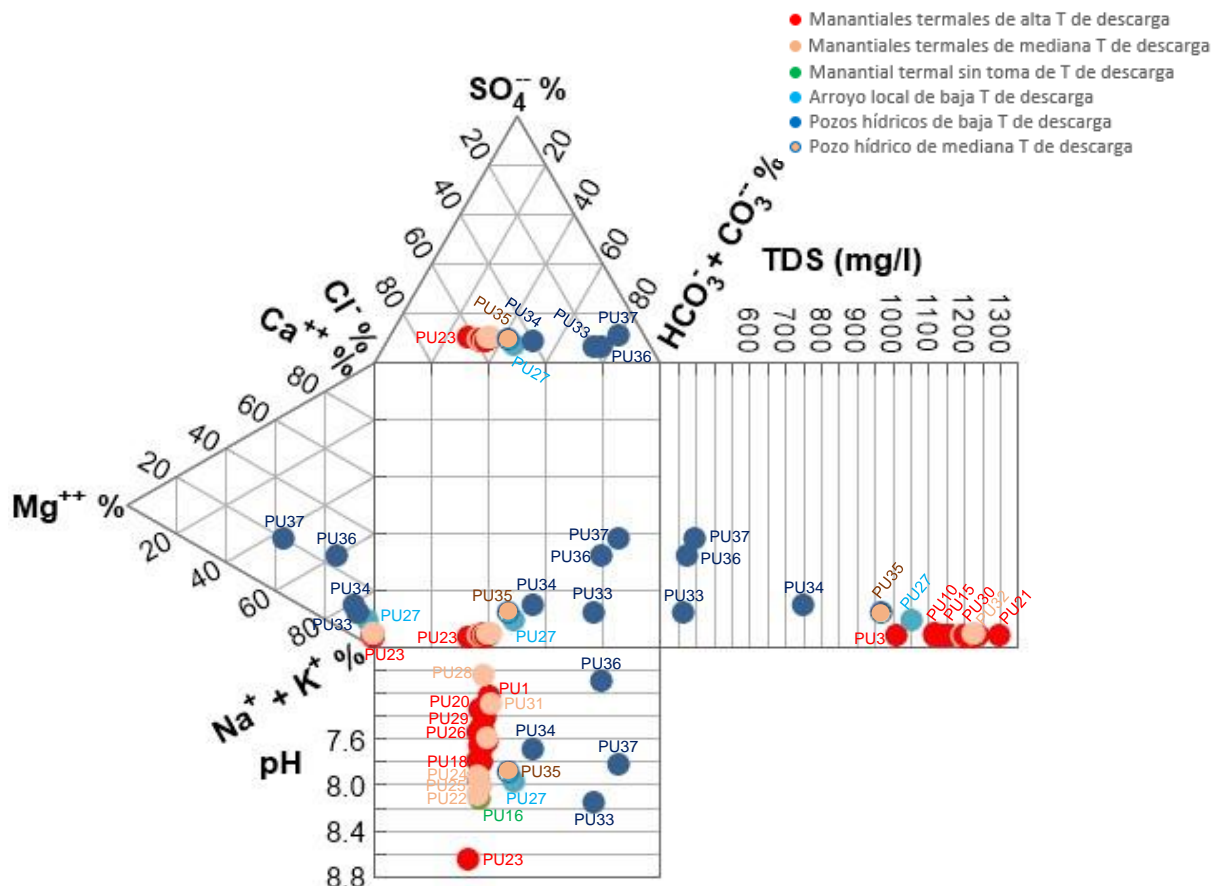 Manantiales termales de alta T de descarga
Manantiales termales de mediana T de descarga
Manantial termal sin toma de T de descarga
Arroyo local de baja T de descarga
Pozos hídricos de baja T de descarga
Pozo hídrico de mediana T de descarga
SO₄⁻⁻ %
20 20
40 40
60 60
80 80
Cl⁻ %
HCO₃⁻ + CO₃⁻⁻ %
TDS (mg/l)
600 700 800 900 1000 1100 1200 1300
PU23 PU35 PU34 PU33 PU37
PU27 PU36
Ca⁺⁺ %
80
60
40
20
Mg⁺⁺ %
20
40
60
80
Na⁺ + K⁺ %
PU37
PU36
PU34
PU33
PU27
PU23
PU37
PU36
PU35 PU34 PU33
PU23 PU27
PU37
PU36
PU33
PU34
PU35
PU27
PU3
PU10
PU15
PU30
PU32
PU21
pH
7.6
8.0
8.4
8.8
PU28
PU36
PU1
PU20
PU31
PU29
PU26
PU34
PU37
PU18
PU24
PU35
PU25
PU22
PU27
PU16
PU33
PU23